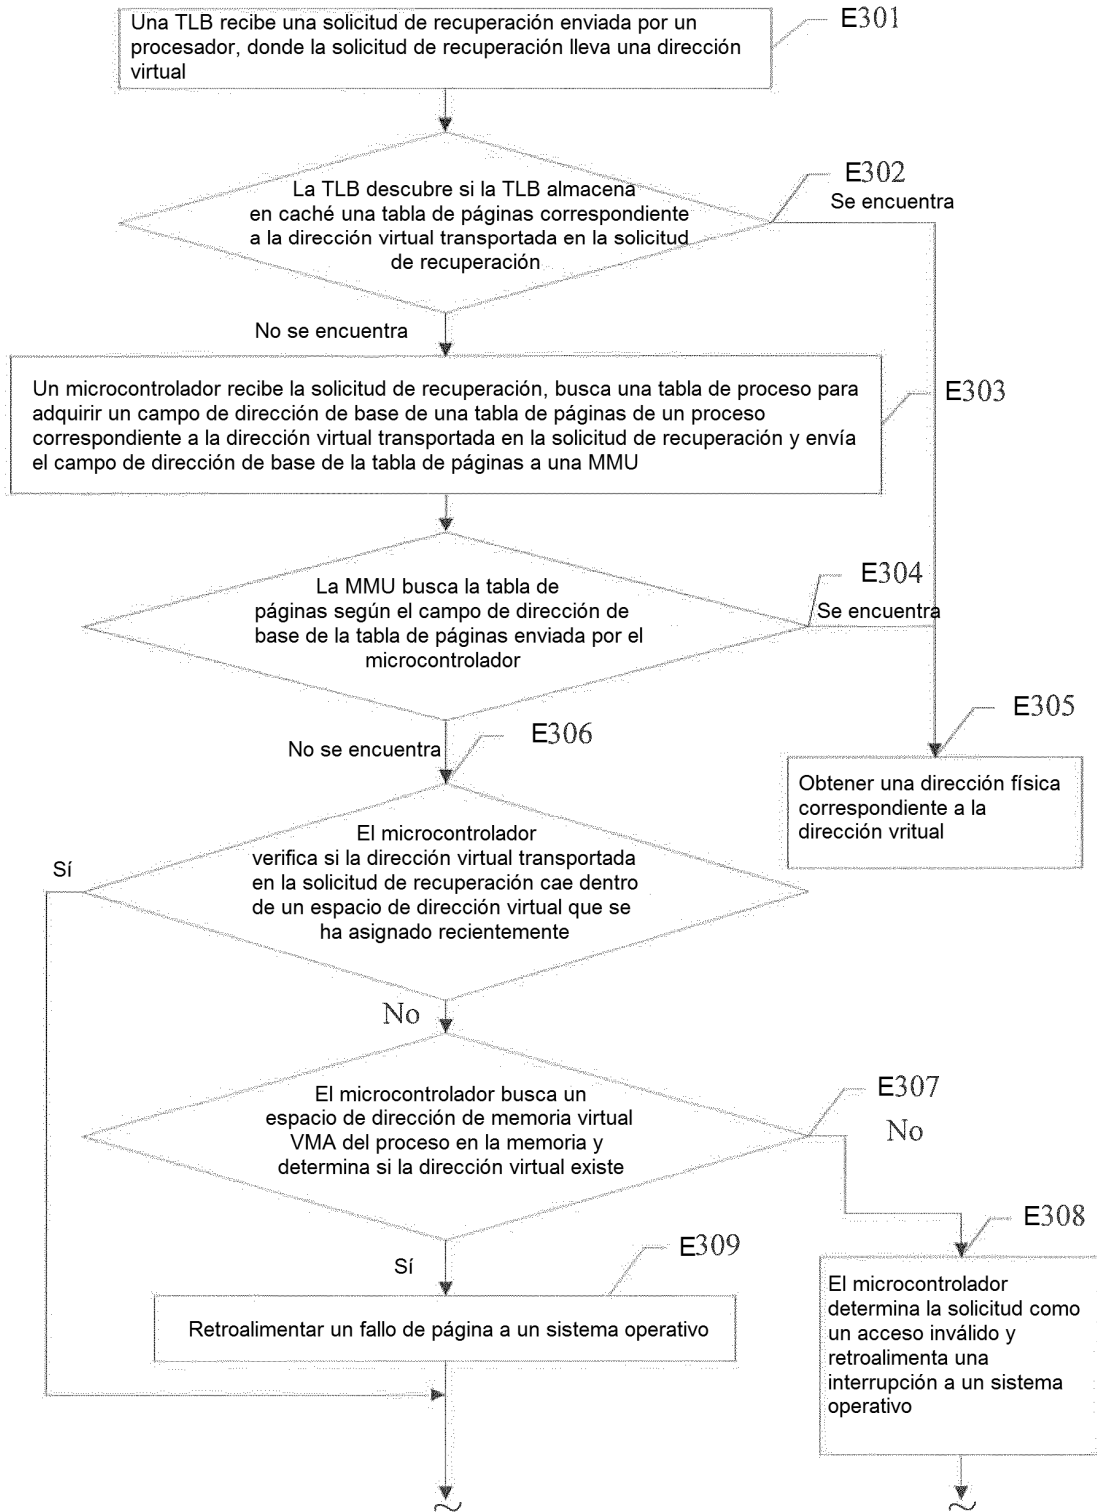 Una TLB recibe una solicitud de recuperación enviada por un
procesador, donde la solicitud de recuperación lleva una dirección
virtual
E301
La TLB descubre si la TLB almacena
en caché una tabla de páginas correspondiente
a la dirección virtual transportada en la solicitud
de recuperación
E302
Se encuentra
No se encuentra
Un microcontrolador recibe la solicitud de recuperación, busca una tabla de proceso para
adquirir un campo de dirección de base de una tabla de páginas de un proceso
correspondiente a la dirección virtual transportada en la solicitud de recuperación y envía
el campo de dirección de base de la tabla de páginas a una MMU
E303
La MMU busca la tabla de
páginas según el campo de dirección de
base de la tabla de páginas enviada por el
microcontrolador
E304
Se encuentra
No se encuentra
E306
E305
Obtener una dirección física
correspondiente a la
dirección vritual
El microcontrolador
verifica si la dirección virtual transportada
en la solicitud de recuperación cae dentro
de un espacio de dirección virtual que se
ha asignado recientemente
Sí
No
El microcontrolador busca un
espacio de dirección de memoria virtual
VMA del proceso en la memoria y
determina si la dirección virtual existe
E307
No
Sí
E309
Retroalimentar un fallo de página a un sistema operativo
E308
El microcontrolador
determina la solicitud como
un acceso inválido y
retroalimenta una
interrupción a un sistema
operativo